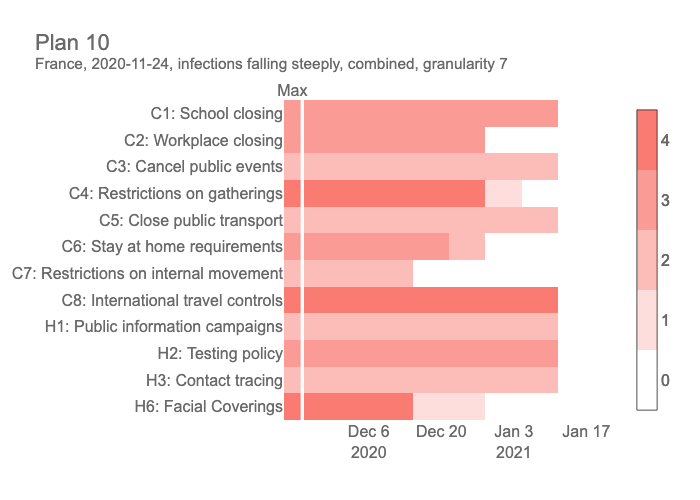 Plan 10
France, 2020-11-24, infections falling steeply, combined, granularity 7
Max
C1: School closing
C2: Workplace closing
C3: Cancel public events
C4: Restrictions on gatherings
C5: Close public transport
C6: Stay at home requirements
C7: Restrictions on internal movement
C8: International travel controls
H1: Public information campaigns
H2: Testing policy
H3: Contact tracing
H6: Facial Coverings
Dec 6 Dec 20 Jan 3 Jan 17
2020 2021
4
3
2
1
0